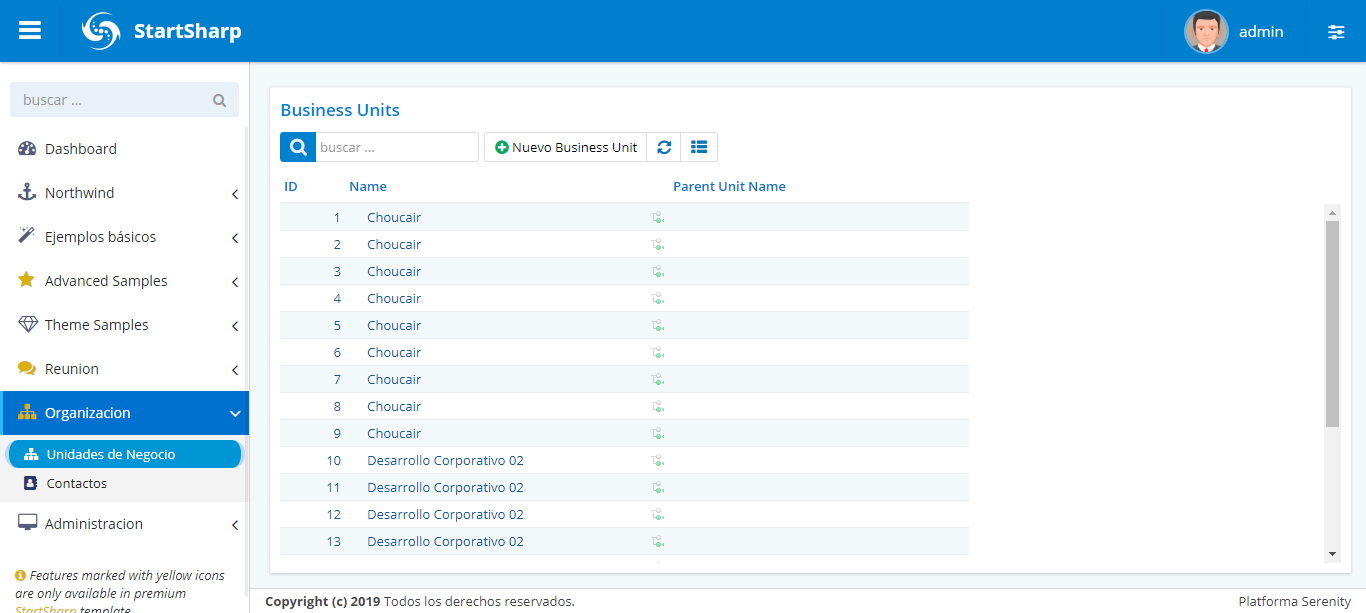 StartSharp
admin
buscar ...
Dashboard
Northwind
Ejemplos básicos
Advanced Samples
Theme Samples
Reunion
Organizacion
Unidades de Negocio
Contactos
Administracion
Features marked with yellow icons
are only available in premium
StartSharp template
Business Units
buscar ...
Nuevo Business Unit
ID Name Parent Unit Name
1 Choucair
2 Choucair
3 Choucair
4 Choucair
5 Choucair
6 Choucair
7 Choucair
8 Choucair
9 Choucair
10 Desarrollo Corporativo 02
11 Desarrollo Corporativo 02
12 Desarrollo Corporativo 02
13 Desarrollo Corporativo 02
Copyright (c) 2019 Todos los derechos reservados.
Platforma Serenity